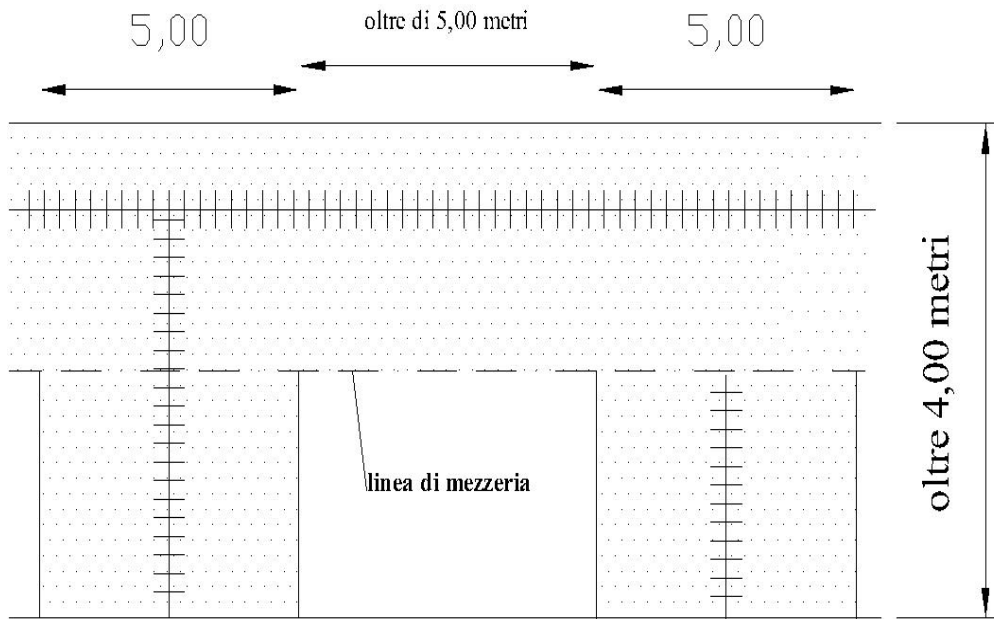 5,00
oltre di 5,00 metri
5,00
linea di mezzeria
oltre 4,00 metri